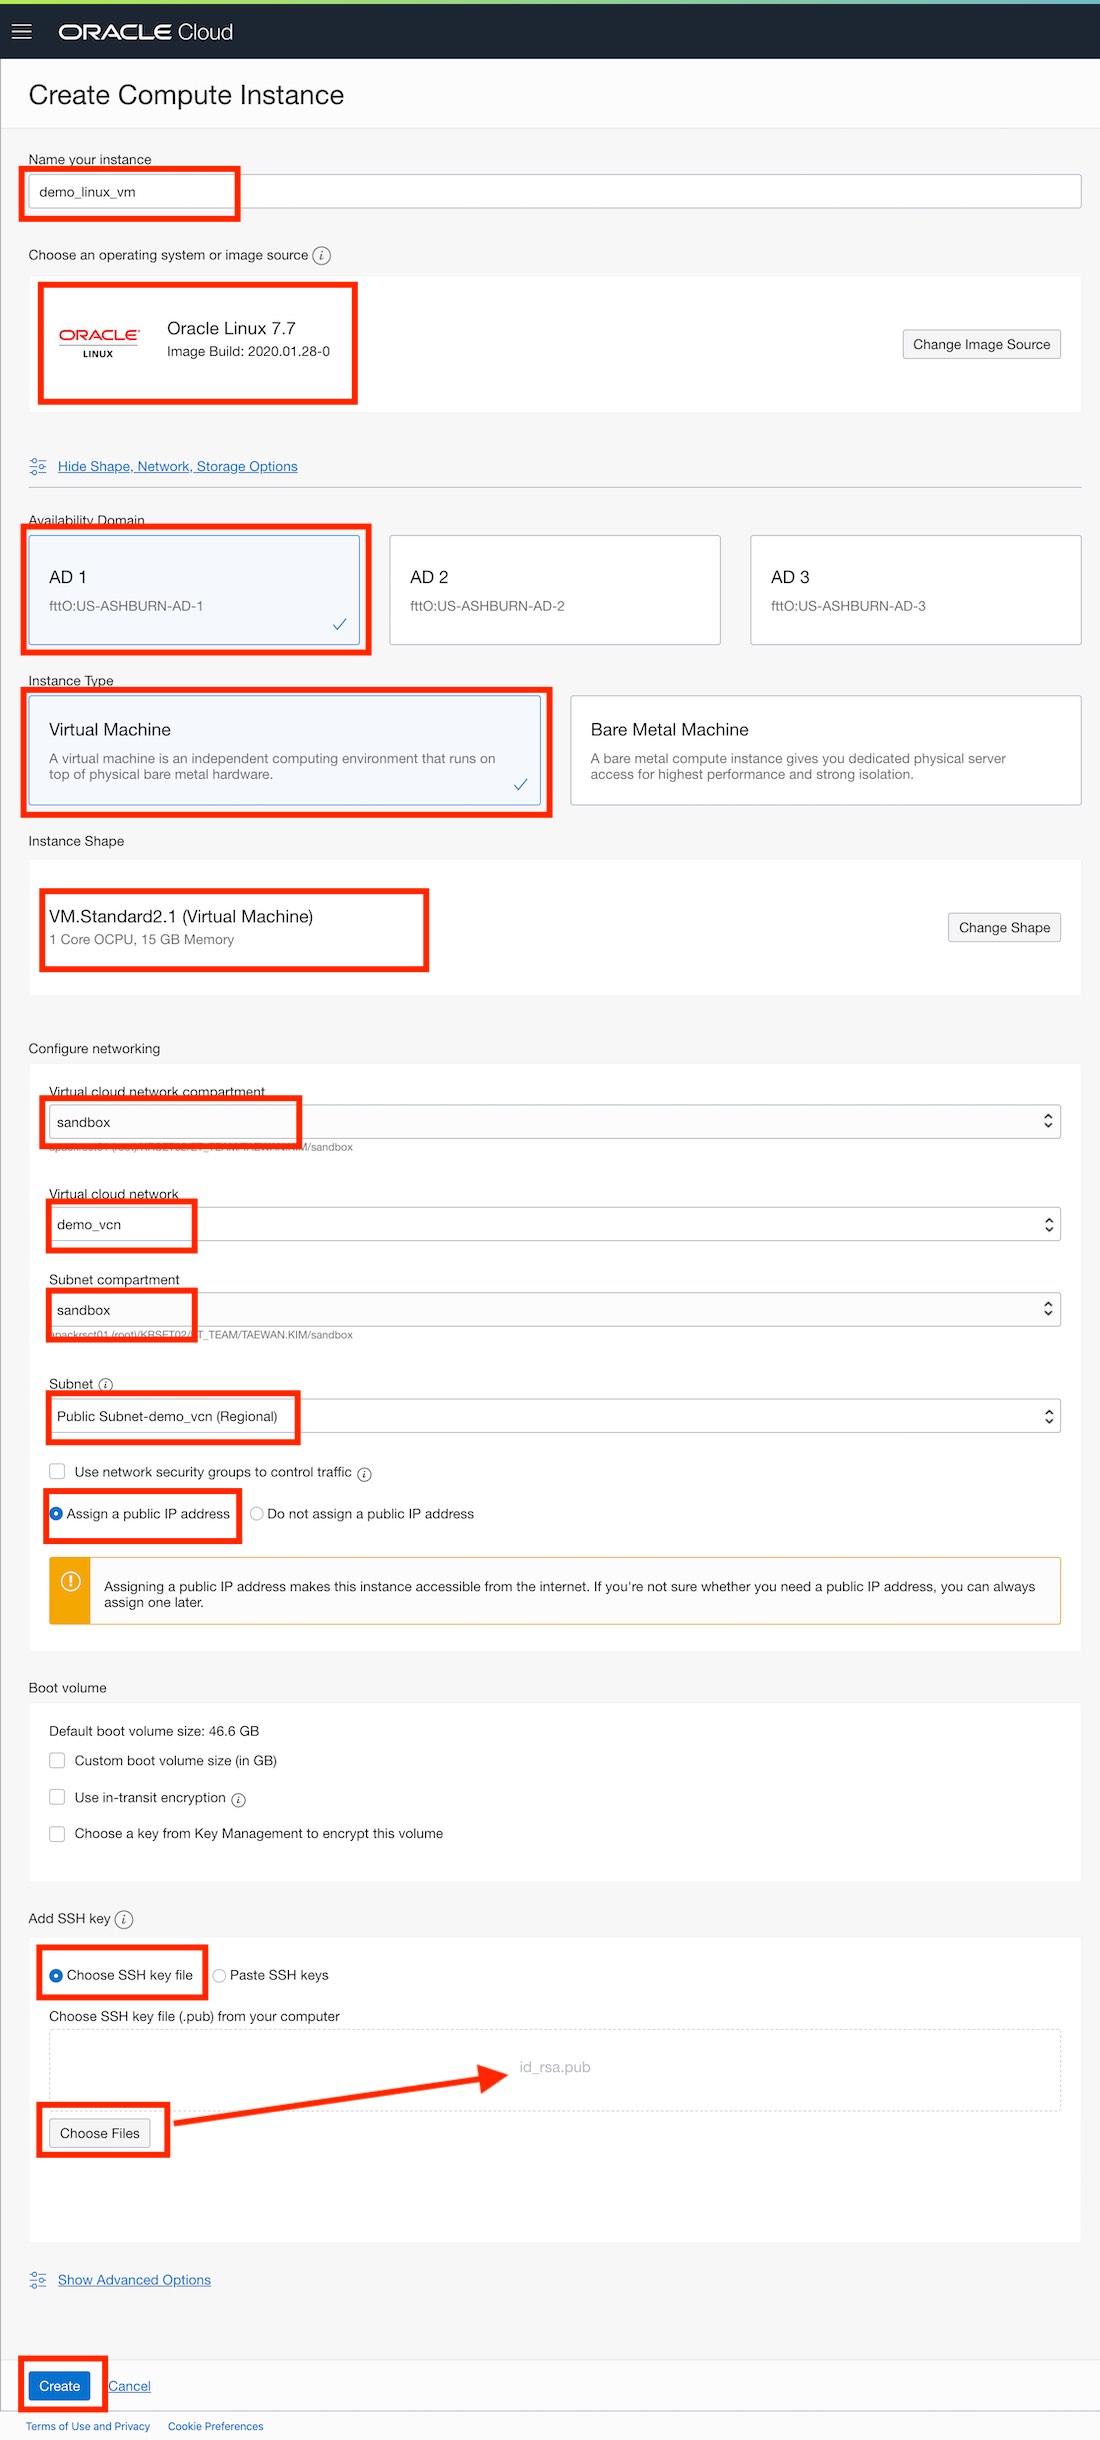 ORACLE Cloud
Create Compute Instance
Name your instance
demo_linux_vm
Choose an operating system or image source
ORACLE
LINUX
Oracle Linux 7.7
Image Build: 2020.01.28-0
Change Image Source
Hide Shape, Network, Storage Options
Availability Domain
AD 1
fttO:US-ASHBURN-AD-1
AD 2
fttO:US-ASHBURN-AD-2
AD 3
fttO:US-ASHBURN-AD-3
Instance Type
Virtual Machine
A virtual machine is an independent computing environment that runs on
top of physical bare metal hardware.
Bare Metal Machine
A bare metal compute instance gives you dedicated physical server
access for highest performance and strong isolation.
Instance Shape
VM.Standard2.1 (Virtual Machine)
1 Core OCPU, 15 GB Memory
Change Shape
Configure networking
Virtual cloud network compartment
sandbox
(root)/KRSET02/ET_TEAM/TAEWAN.KIM/sandbox
Virtual cloud network
demo_vcn
Subnet compartment
sandbox
(root)/KRSET02/ET_TEAM/TAEWAN.KIM/sandbox
Subnet
Public Subnet-demo_vcn (Regional)
Use network security groups to control traffic
Assign a public IP address
Do not assign a public IP address
Assigning a public IP address makes this instance accessible from the internet. If you're not sure whether you need a public IP address, you can always
assign one later.
Boot volume
Default boot volume size: 46.6 GB
Custom boot volume size (in GB)
Use in-transit encryption
Choose a key from Key Management to encrypt this volume
Add SSH key
Choose SSH key file
Paste SSH keys
Choose SSH key file (.pub) from your computer
id_rsa.pub
Choose Files
Show Advanced Options
Create
Cancel
Terms of Use and Privacy
Cookie Preferences